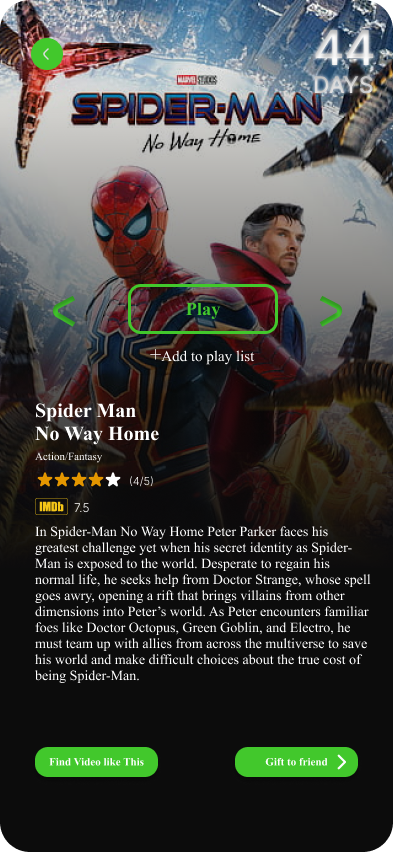 44
DAYS
MARVEL STUDIOS
SPIDER-MAN
No Way Home
<
Play
>
+Add to play list
Spider Man
No Way Home
Action/Fantasy
(4/5)
IMDb 7.5
In Spider-Man No Way Home Peter Parker faces his
greatest challenge yet when his secret identity as Spider-
Man is exposed to the world. Desperate to regain his
normal life, he seeks help from Doctor Strange, whose spell
goes awry, opening a rift that brings villains from other
dimensions into Peter's world. As Peter encounters familiar
foes like Doctor Octopus, Green Goblin, and Electro, he
must team up with allies from across the multiverse to save
his world and make difficult choices about the true cost of
being Spider-Man.
Find Video like This
Gift to friend